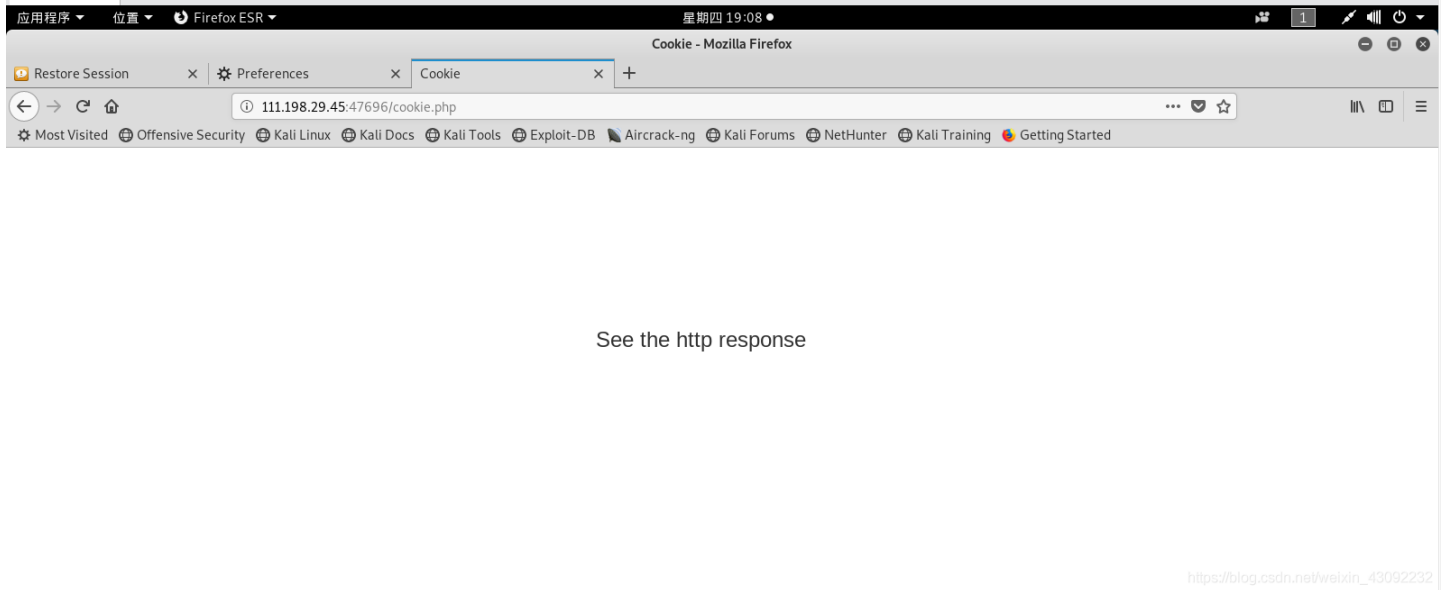 应用程序 位置 Firefox ESR 星期四 19:08 1
Cookie - Mozilla Firefox
Restore Session Preferences Cookie
111.198.29.45:47696/cookie.php
Most Visited Offensive Security Kali Linux Kali Docs Kali Tools Exploit-DB Aircrack-ng Kali Forums NetHunter Kali Training Getting Started
See the http response
https://blog.csdn.net/weixin_43092232